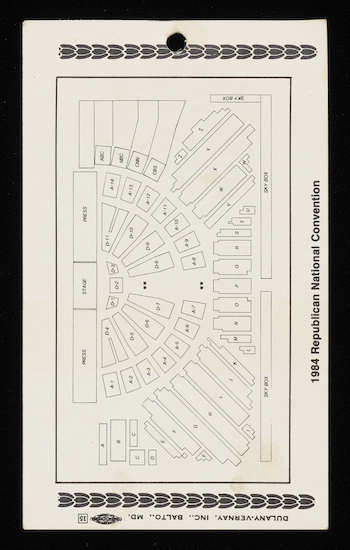 1984 Republican National Convention
SKY BOX
SKY BOX
SKY BOX
ABC
NBC
CNN
CBS
PRESS
STAGE
PRESS
A-14
A-13
A-12
A-11
A-10
A-9
A-8
A-7
A-6
A-5
A-4
A-3
A-2
A-1
D-11
D-10
D-9
D-8
D-7
D-6
D-5
D-4
D-3
D-2
D-1
Z
Y
X
W
V
U
T
S
R
Q
P
O
N
M
L
K
J
I
H
G
F
E
A
B
C
C
D
DULANY-VERNAY, INC., BALTO., MD.
15